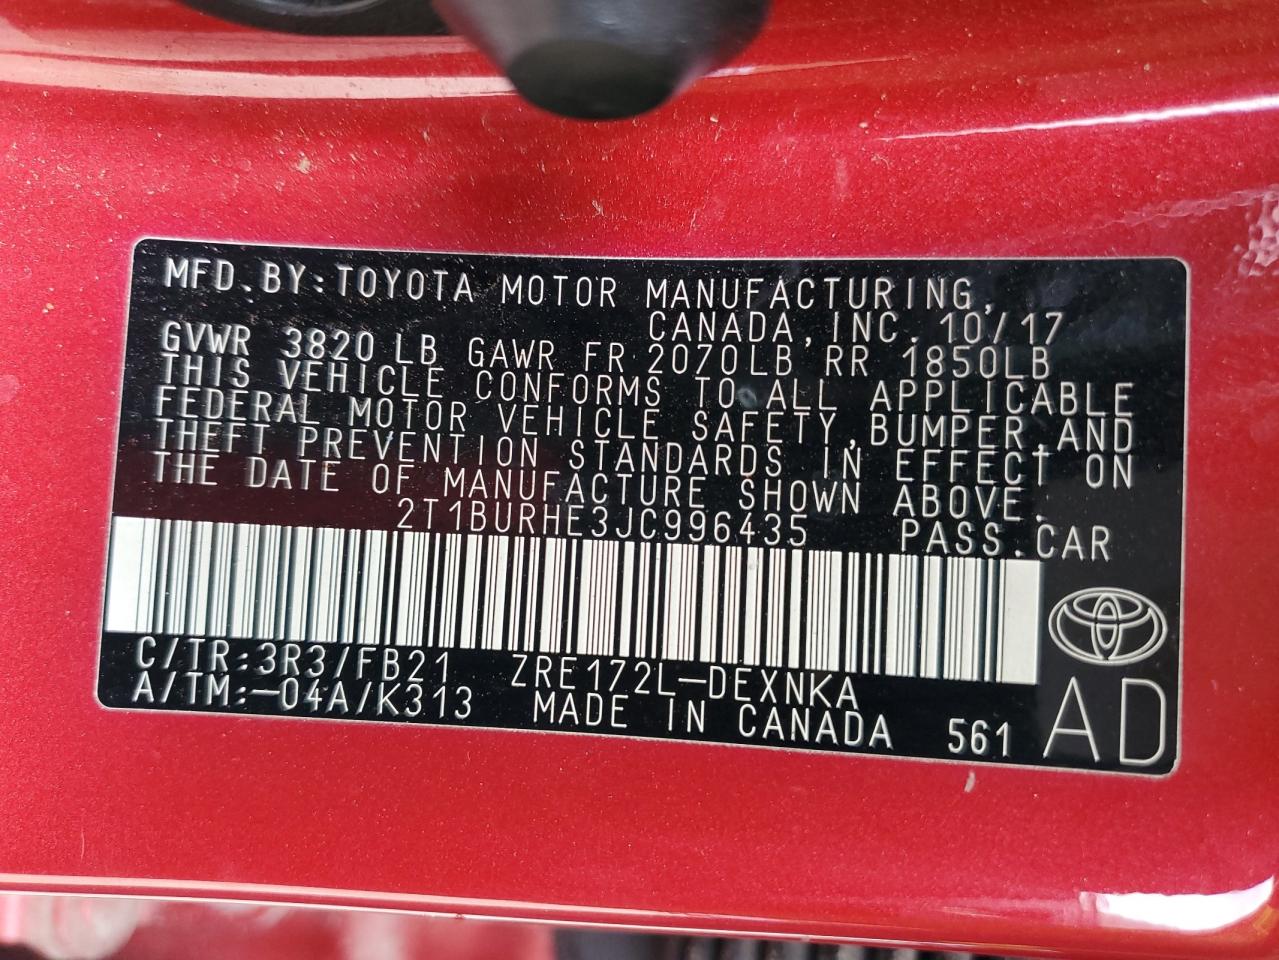 MFD.BY:TOYOTA MOTOR MANUFACTURING,
CANADA,INC.10/17
GVWR 3820 LB GAWR FR 2070LB RR 1850LB
THIS VEHICLE CONFORMS TO ALL APPLICABLE
FEDERAL MOTOR VEHICLE SAFETY,BUMPER,AND
THEFT PREVENTION STANDARDS IN EFFECT ON
THE DATE OF MANUFACTURE SHOWN ABOVE.
2T1BURHE3JC996435 PASS.CAR
C/TR:3R3/FB21 ZRE172L-DEXNKA
A/TM:-04A/K313 MADE IN CANADA 561 AD